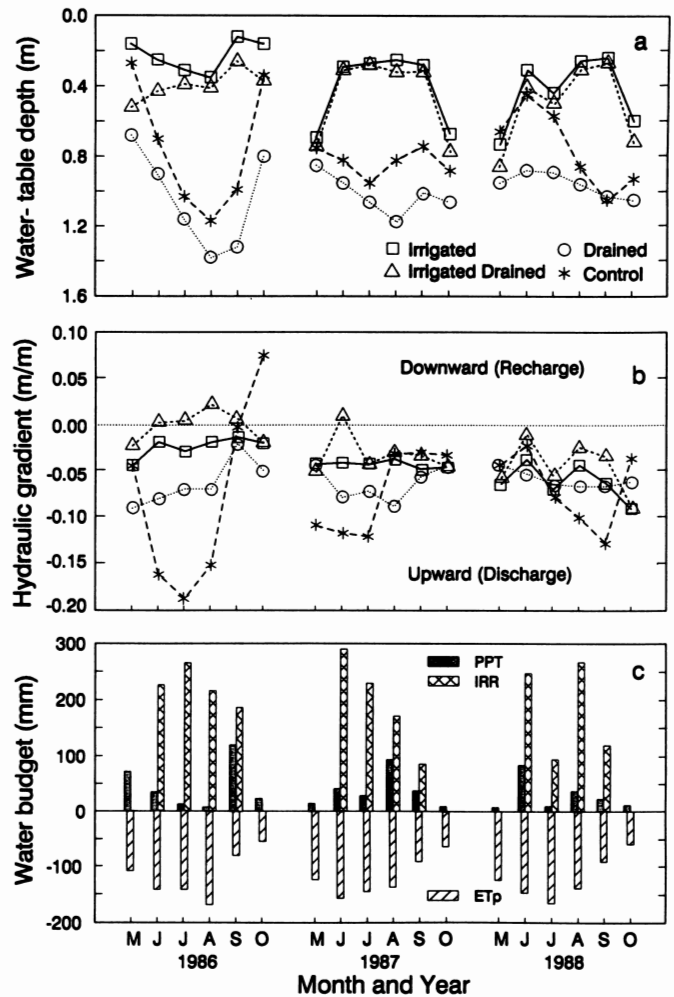 a
Water- table depth (m)
0.0
0.4
0.8
1.2
1.6
Irrigated
Drained
Irrigated Drained
Control
b
Hydraulic gradient (m/m)
0.10
0.05
0.00
-0.05
-0.10
-0.15
-0.20
Downward (Recharge)
Upward (Discharge)
c
Water budget (mm)
300
200
100
0
-100
-200
PPT
IRR
ETp
M J J A S O M J J A S O M J J A S O
1986 1987 1988
Month and Year